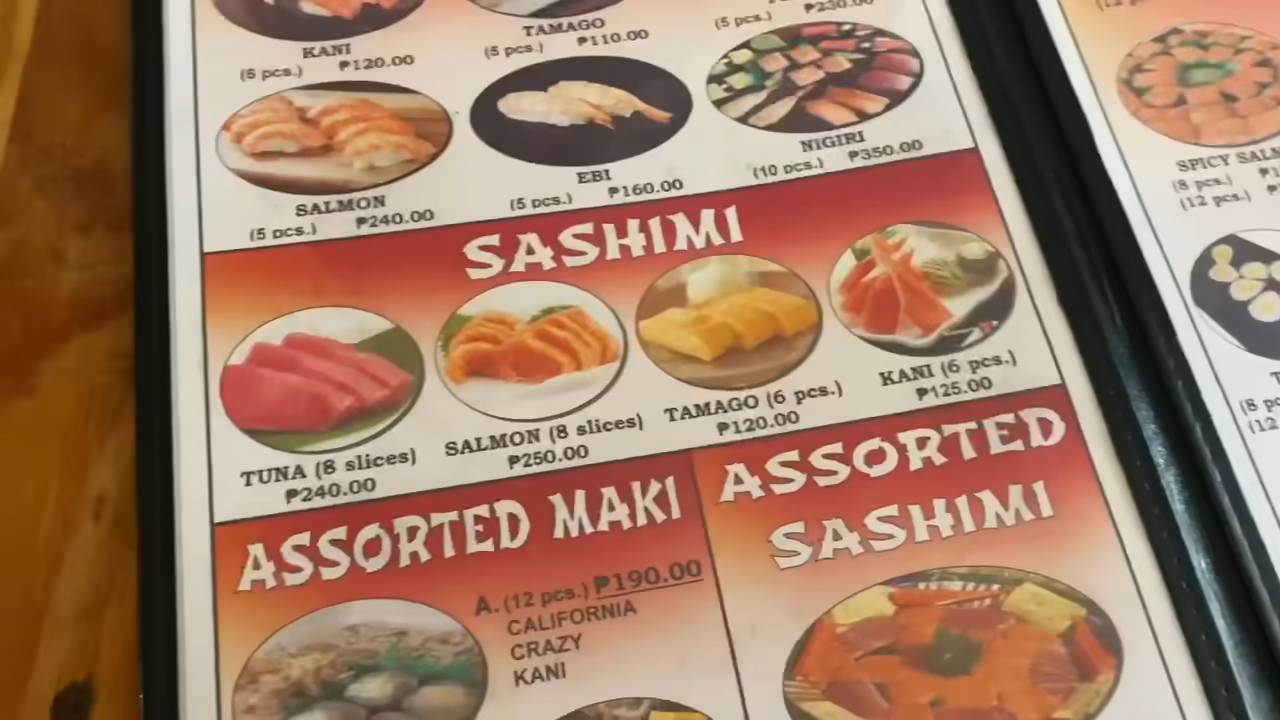 KANI
(5 pcs.) ₱120.00
TAMAGO
(5 pcs.) ₱110.00
(5 pcs.) ₱230.00
SALMON
(5 pcs.) ₱240.00
EBI
(5 pcs.) ₱160.00
NIGIRI
(10 pcs.) ₱350.00
SASHIMI
TUNA (8 slices)
₱240.00
SALMON (8 slices)
₱250.00
TAMAGO (6 pcs.)
₱120.00
KANI (6 pcs.)
₱125.00
ASSORTED MAKI
A. (12 pcs.) ₱190.00
CALIFORNIA
CRAZY
KANI
ASSORTED
SASHIMI
SPICY
(8 pcs.)
(12 pcs.)